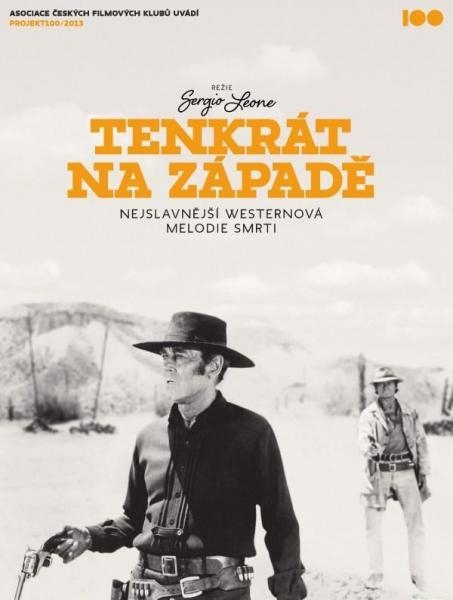 ASOCIACE ČESKÝCH FILMOVÝCH KLUBŮ UVÁDÍ
PROJEKT100/2013
100
REŽIE
Sergio Leone
TENKRÁT
NA ZÁPADĚ
NEJSLAVNĚJŠÍ WESTERNOVÁ
MELODIE SMRTI